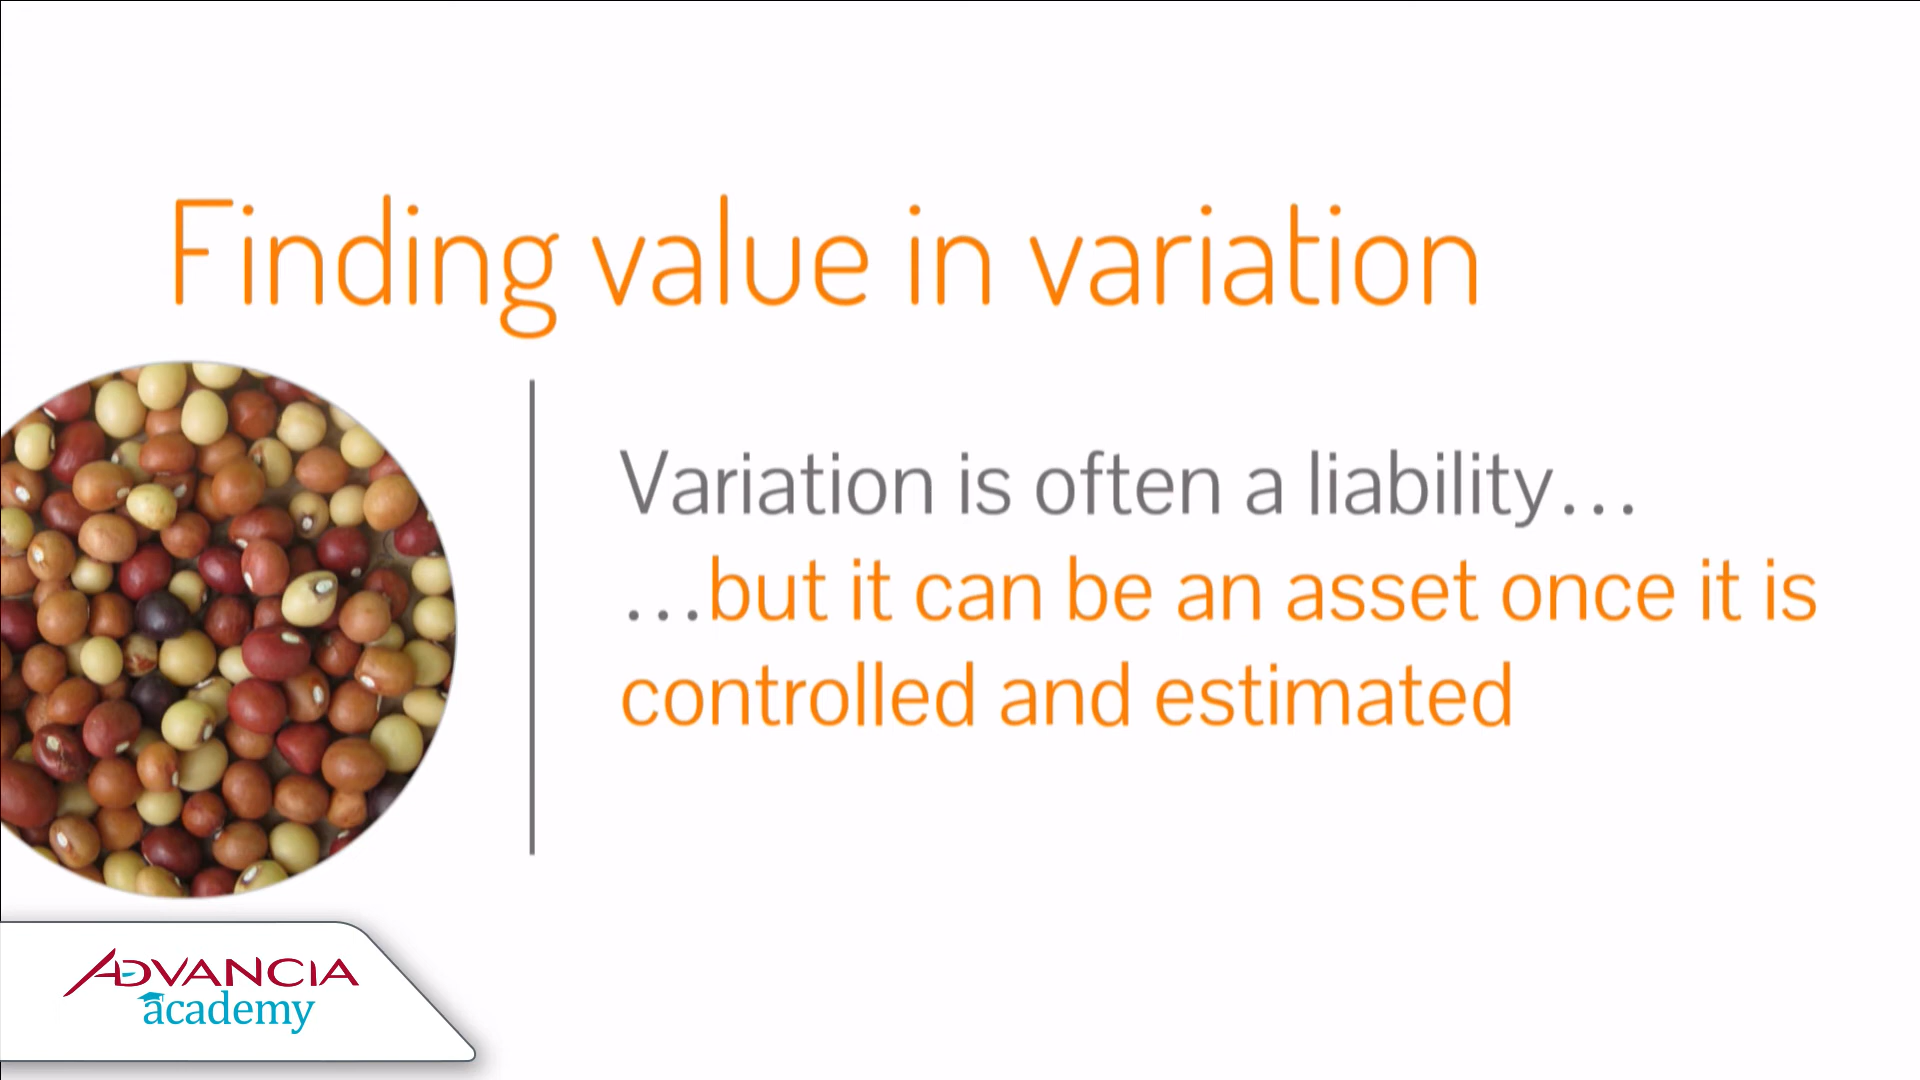 Finding value in variation
Variation is often a liability...
...but it can be an asset once it is
controlled and estimated
ADVANCIA
academy